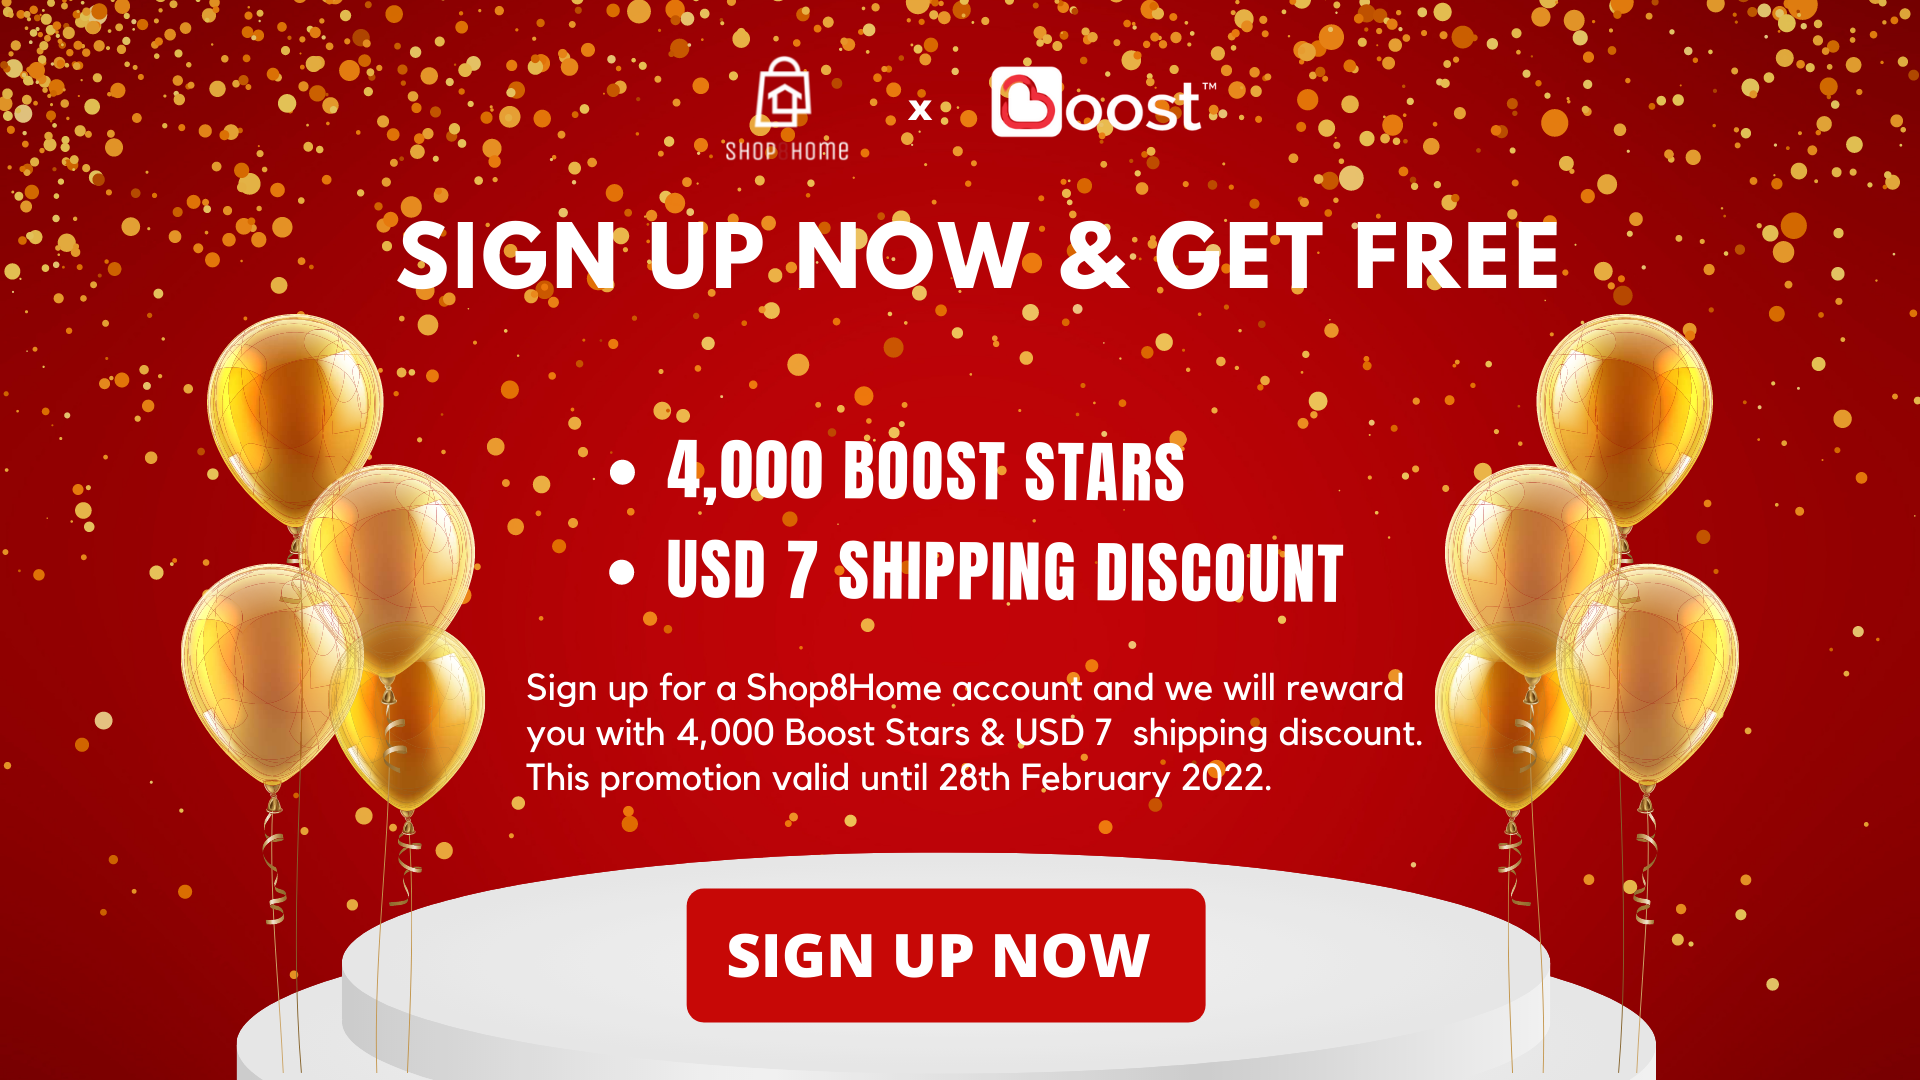 SHOP8HOME x Boost™
SIGN UP NOW & GET FREE
• 4,000 BOOST STARS
• USD 7 SHIPPING DISCOUNT
Sign up for a Shop8Home account and we will reward
you with 4,000 Boost Stars & USD 7 shipping discount.
This promotion valid until 28th February 2022.
SIGN UP NOW